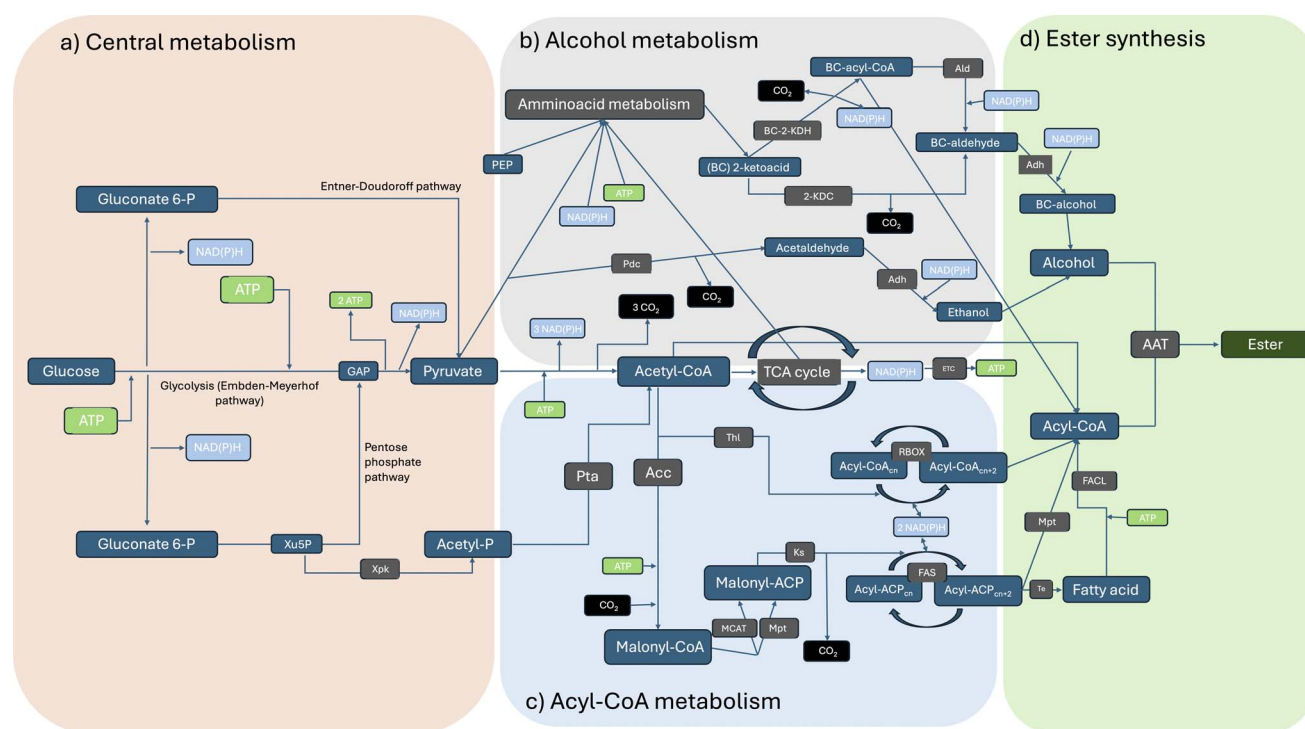 a) Central metabolism
Gluconate 6-P
Entner-Doudoroff pathway
NAD(P)H
ATP
2 ATP
NAD(P)H
Glucose
GAP
Pyruvate
Glycolysis (Embden-Meyerhof
pathway)
ATP
NAD(P)H
Pentose
phosphate
pathway
Gluconate 6-P
Xu5P
Xpk
Acetyl-P
b) Alcohol metabolism
BC-acyl-CoA
Ald
CO2
NAD(P)H
NAD(P)H
Amminoacid metabolism
BC-2-KDH
BC-aldehyde
PEP
(BC) 2-ketoacid
ATP
NAD(P)H
2-KDC
CO2
Acetaldehyde
Pdc
CO2
Adh
NAD(P)H
3 CO2
Ethanol
3 NAD(P)H
Acetyl-CoA
TCA cycle
NAD(P)H
ETC
ATP
ATP
Thl
RBOX
Acyl-CoAcn
Acyl-CoAcn+2
Pta
Acc
2 NAD(P)H
Ks
ATP
Malonyl-ACP
FAS
Acyl-ACPcn
Acyl-ACPcn+2
CO2
MCAT
Mpt
Malonyl-CoA
CO2
c) Acyl-CoA metabolism
d) Ester synthesis
NAD(P)H
Adh
BC-alcohol
Alcohol
AAT
Ester
Acyl-CoA
FACL
Mpt
ATP
Te
Fatty acid